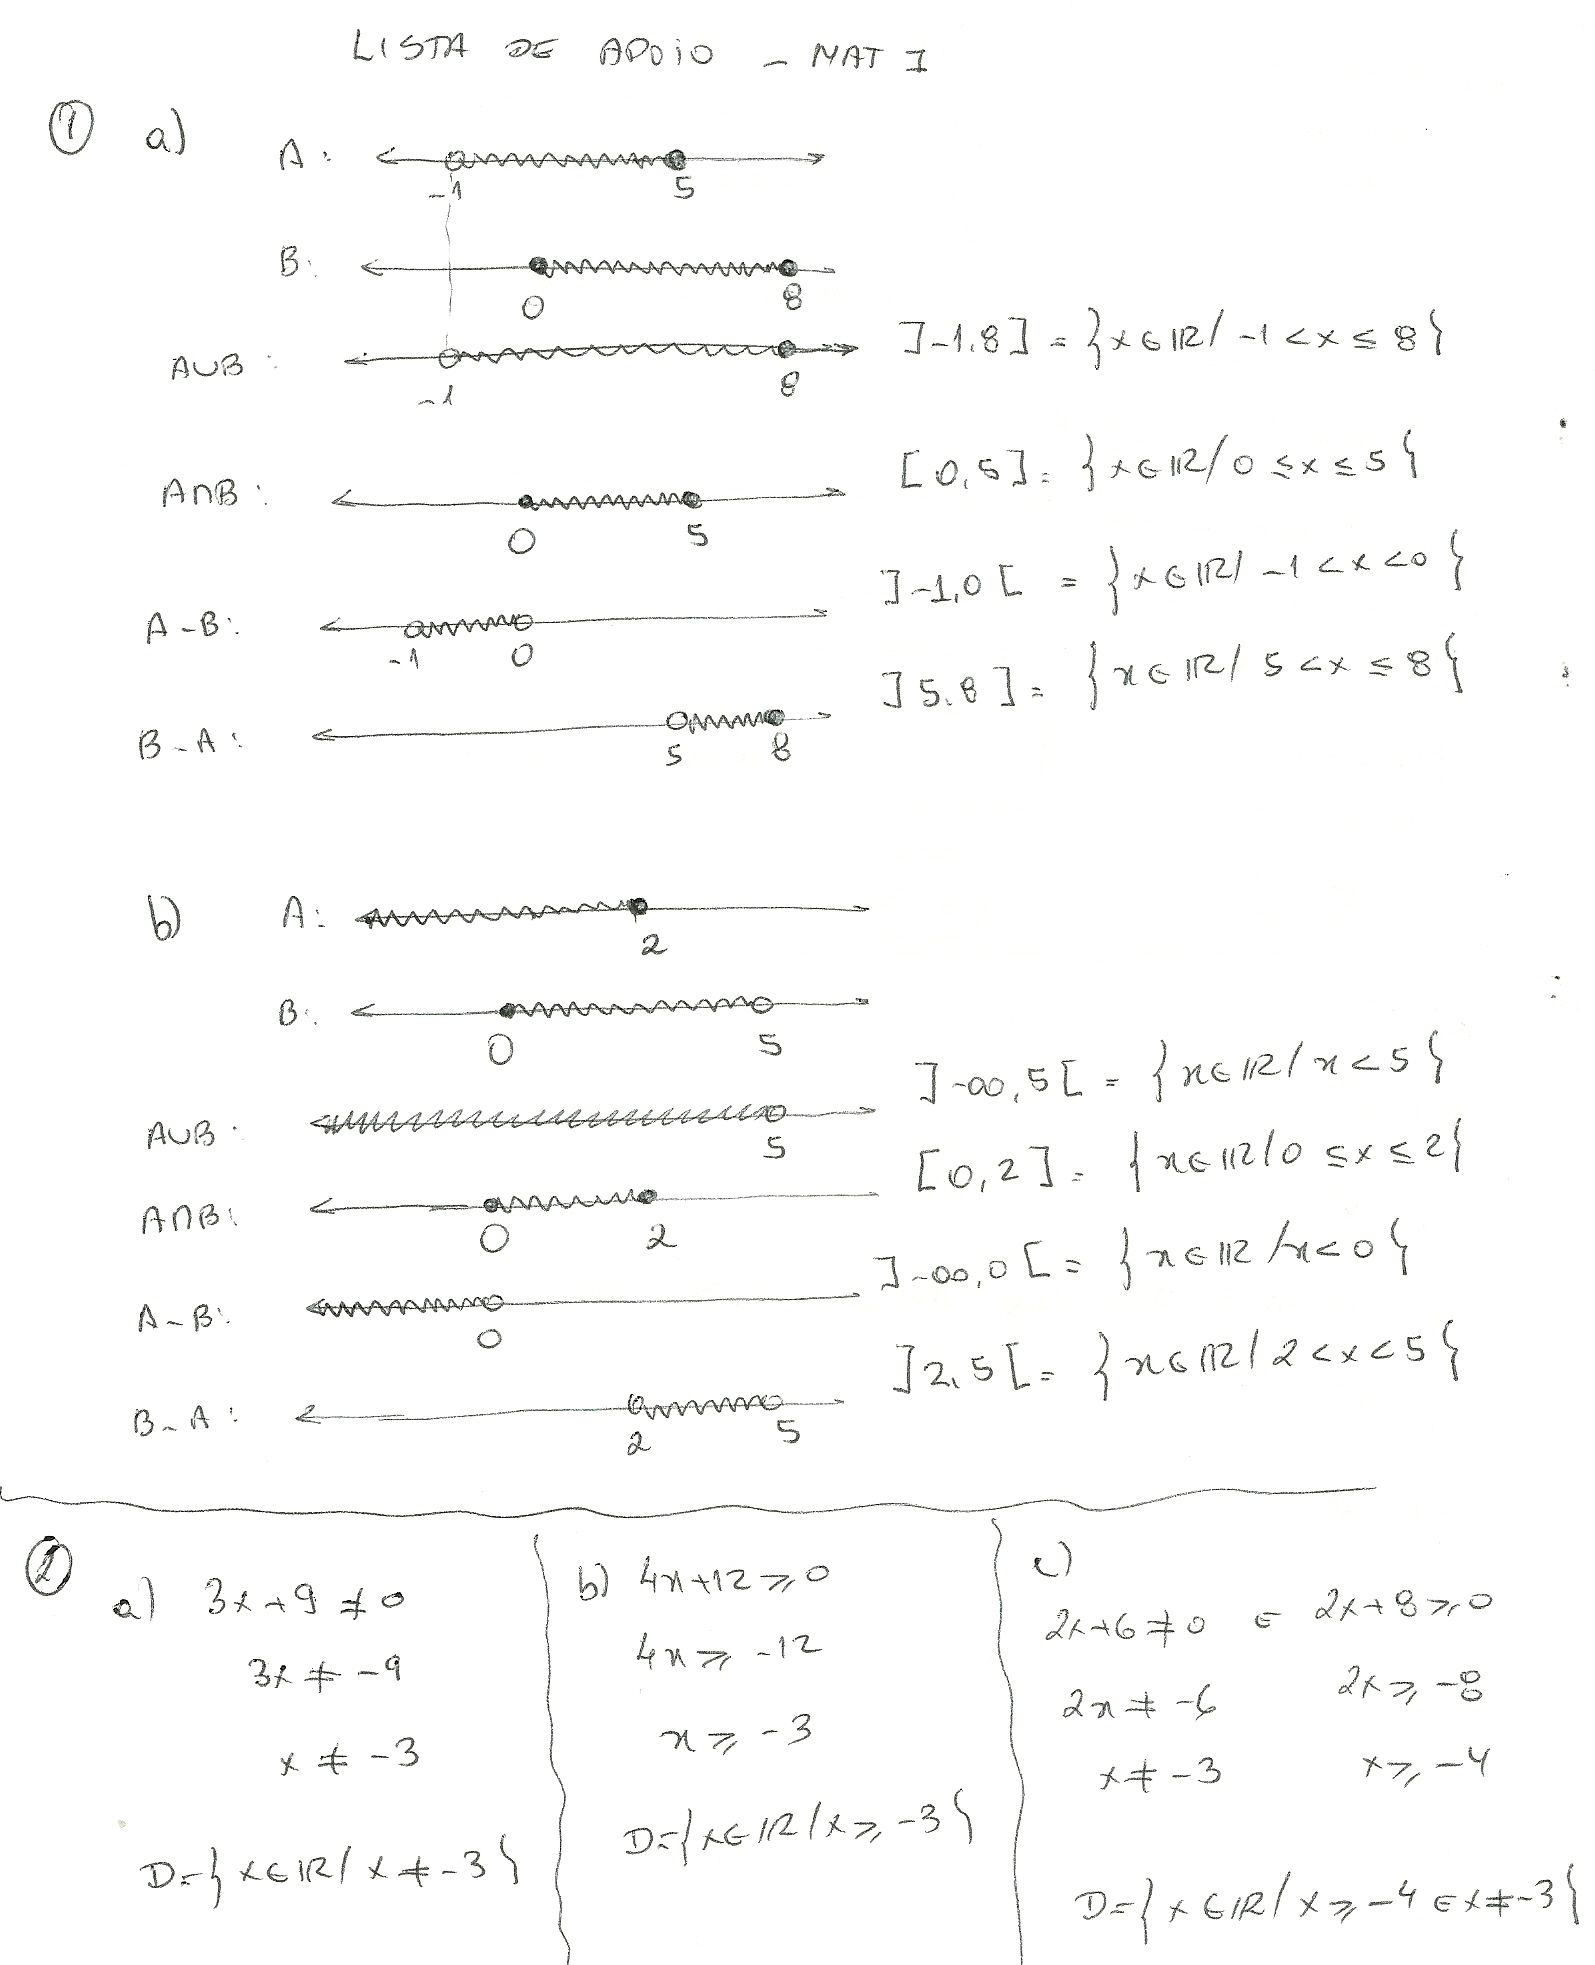 LISTA DE APOIO - MAT I
① a)
A:
-1 5
B:
0 8
A∪B: ]-1,8] = {x∈ℝ/ -1 < x ≤ 8}
-1 8
A∩B: [0,5] = {x∈ℝ/ 0 ≤ x ≤ 5}
0 5
A-B: ]-1,0[ = {x∈ℝ/ -1 < x < 0}
-1 0
B-A: ]5,8] = {x∈ℝ/ 5 < x ≤ 8}
5 8
b) A:
2
B:
0 5
A∪B: ]-∞,5[ = {x∈ℝ/ x < 5}
5
A∩B: [0,2] = {x∈ℝ/ 0 ≤ x ≤ 2}
0 2
A-B: ]-∞,0[ = {x∈ℝ/ x < 0}
0
B-A: ]2,5[ = {x∈ℝ/ 2 < x < 5}
2 5
②
a) 3x+9 ≠ 0
3x ≠ -9
x ≠ -3
D={x∈ℝ/ x ≠ -3}
b) 4x+12 ≥ 0
4x ≥ -12
x ≥ -3
D={x∈ℝ/ x ≥ -3}
c)
2x+6 ≠ 0 E 2x+8 ≥ 0
2x ≠ -6 2x ≥ -8
x ≠ -3 x ≥ -4
D={x∈ℝ/ x ≥ -4 E x ≠ -3}